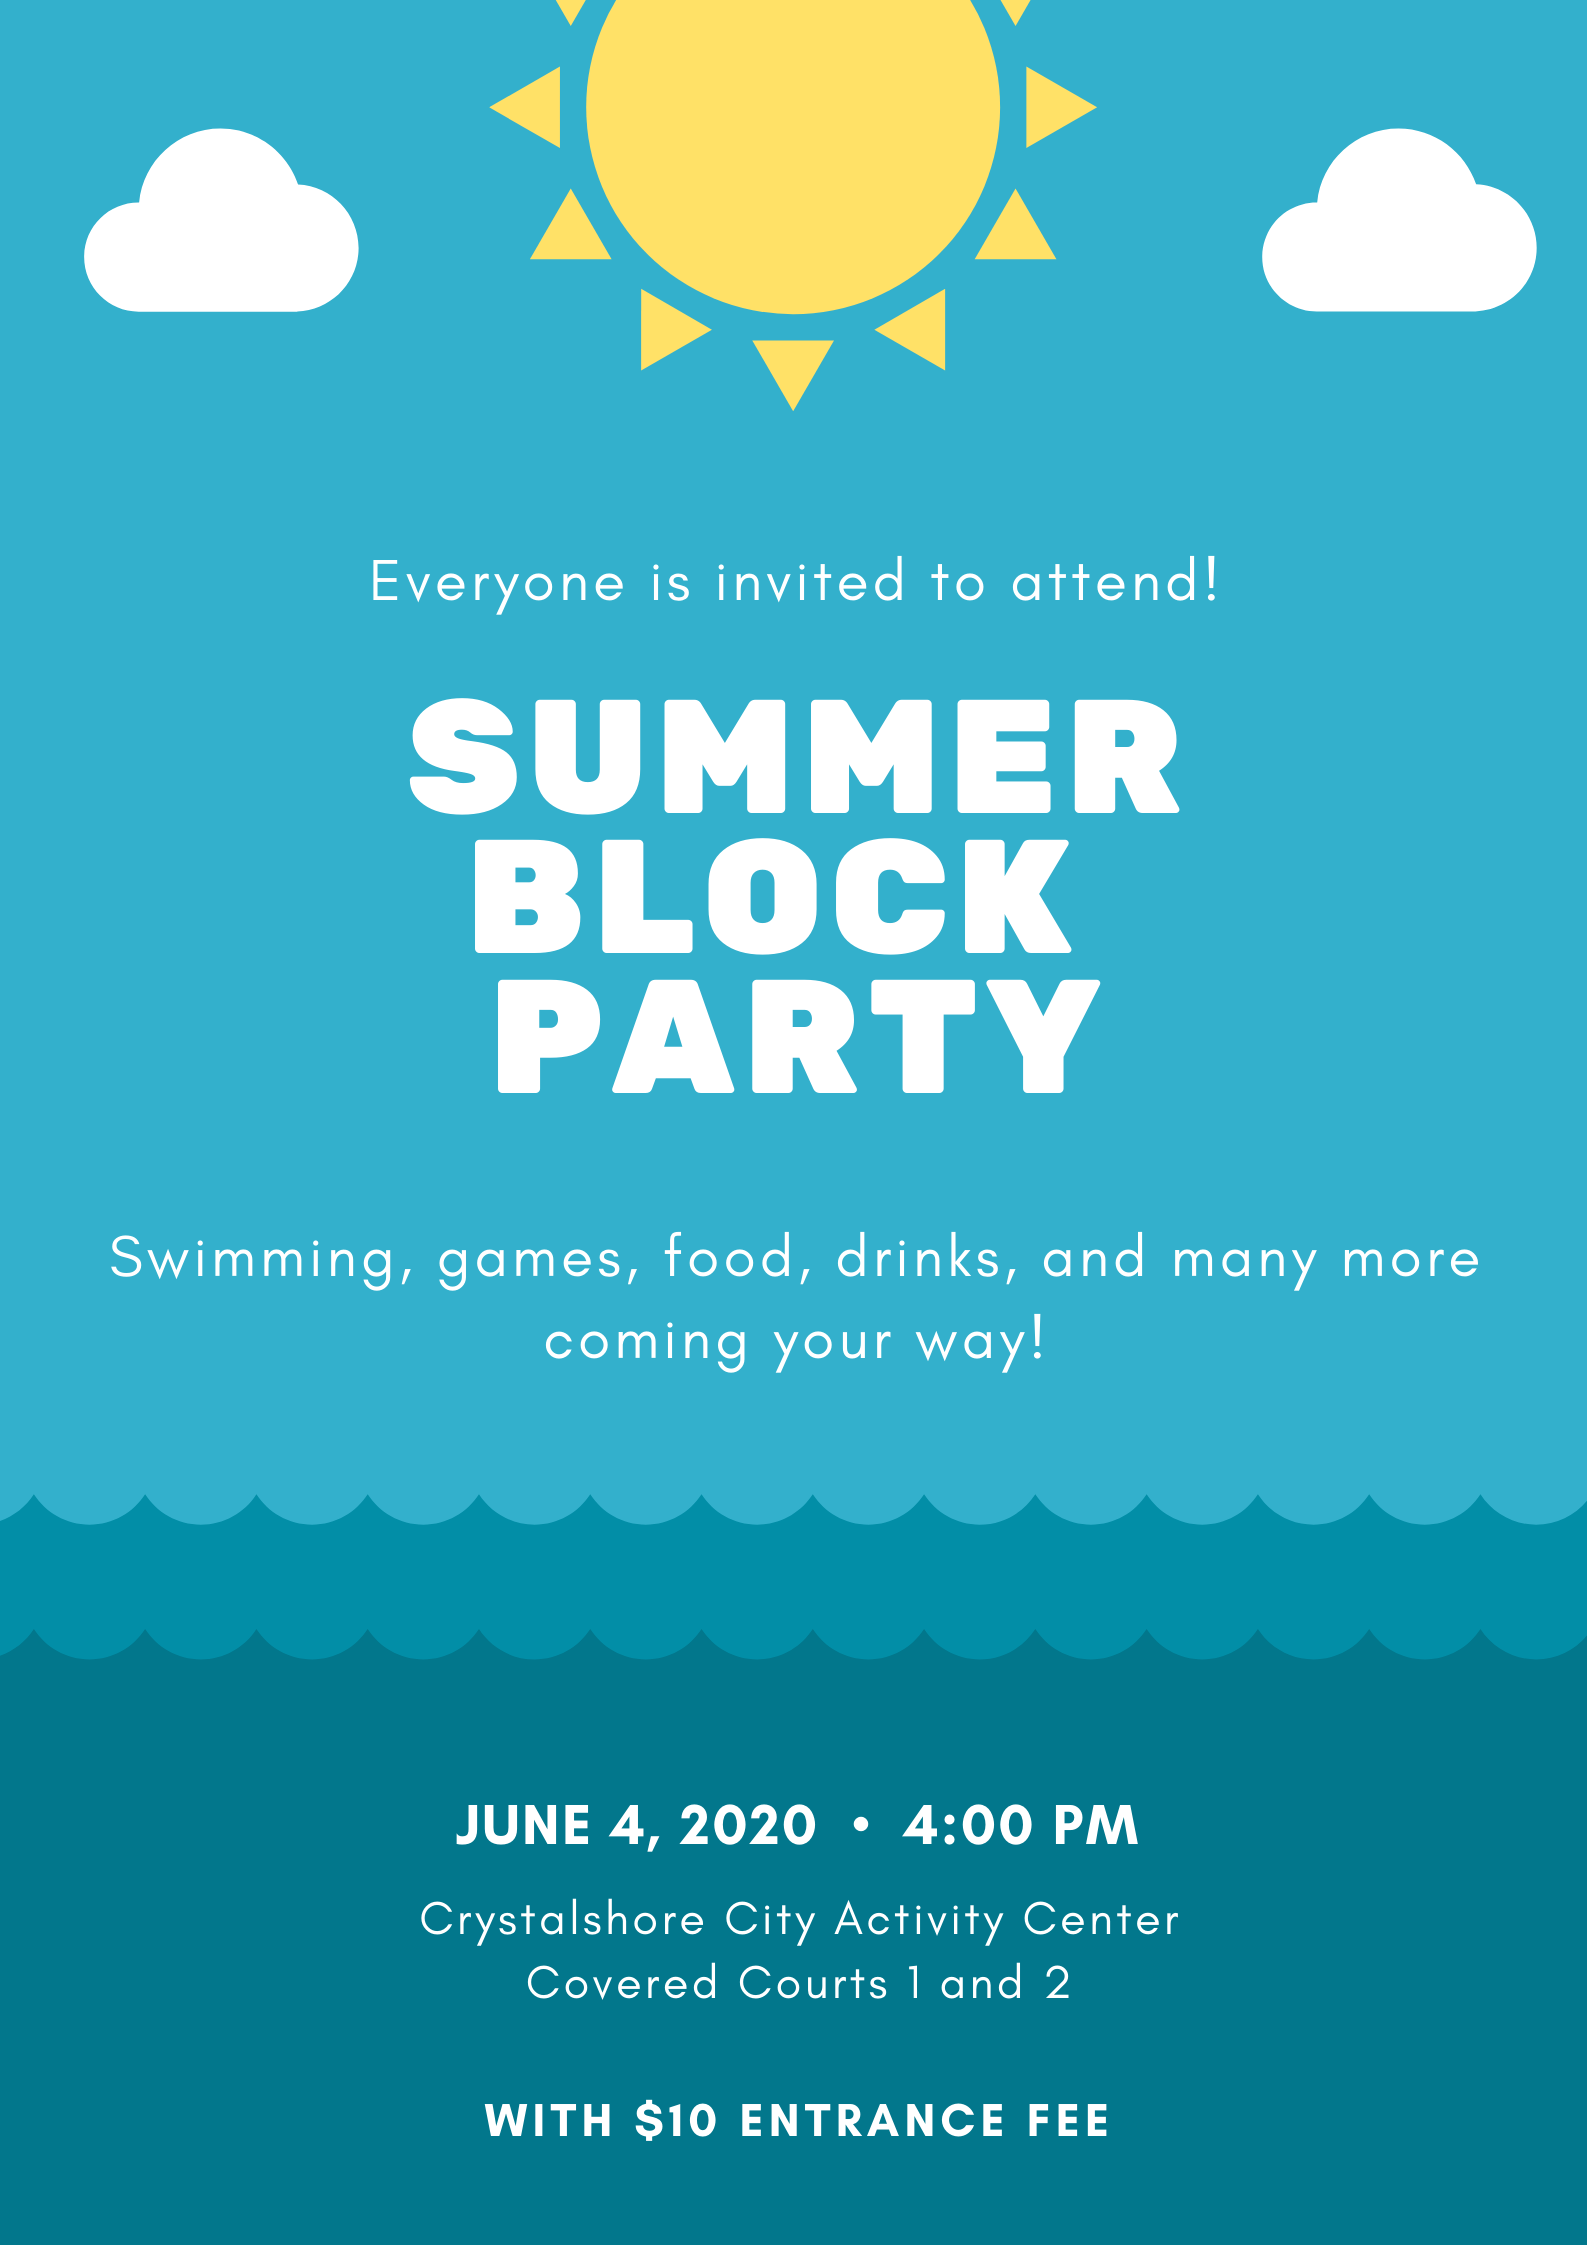 Everyone is invited to attend!
SUMMER
BLOCK
PARTY
Swimming, games, food, drinks, and many more
coming your way!
JUNE 4, 2020 • 4:00 PM
Crystalshore City Activity Center
Covered Courts 1 and 2
WITH $10 ENTRANCE FEE